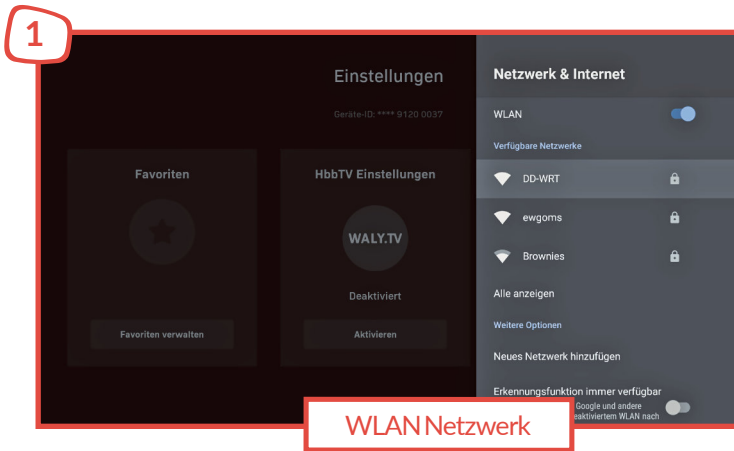 1
Einstellungen
Geräte-ID: **** 9120 0037
Favoriten
Favoriten verwalten
HbbTV Einstellungen
WALY.TV
Deaktiviert
Aktivieren
Netzwerk & Internet
WLAN
Verfügbare Netzwerke
DD-WRT
ewgoms
Brownies
Alle anzeigen
Weitere Optionen
Neues Netzwerk hinzufügen
Erkennungsfunktion immer verfügbar
Google und andere
eaktiviertem WLAN nach
WLAN Netzwerk